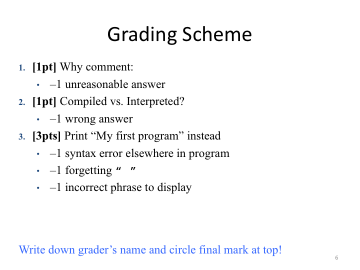 Grading Scheme
1. [1pt] Why comment:
• –1 unreasonable answer
2. [1pt] Compiled vs. Interpreted?
• –1 wrong answer
3. [3pts] Print “My first program” instead
• –1 syntax error elsewhere in program
• –1 forgetting “ ”
• –1 incorrect phrase to display
Write down grader’s name and circle final mark at top!
6